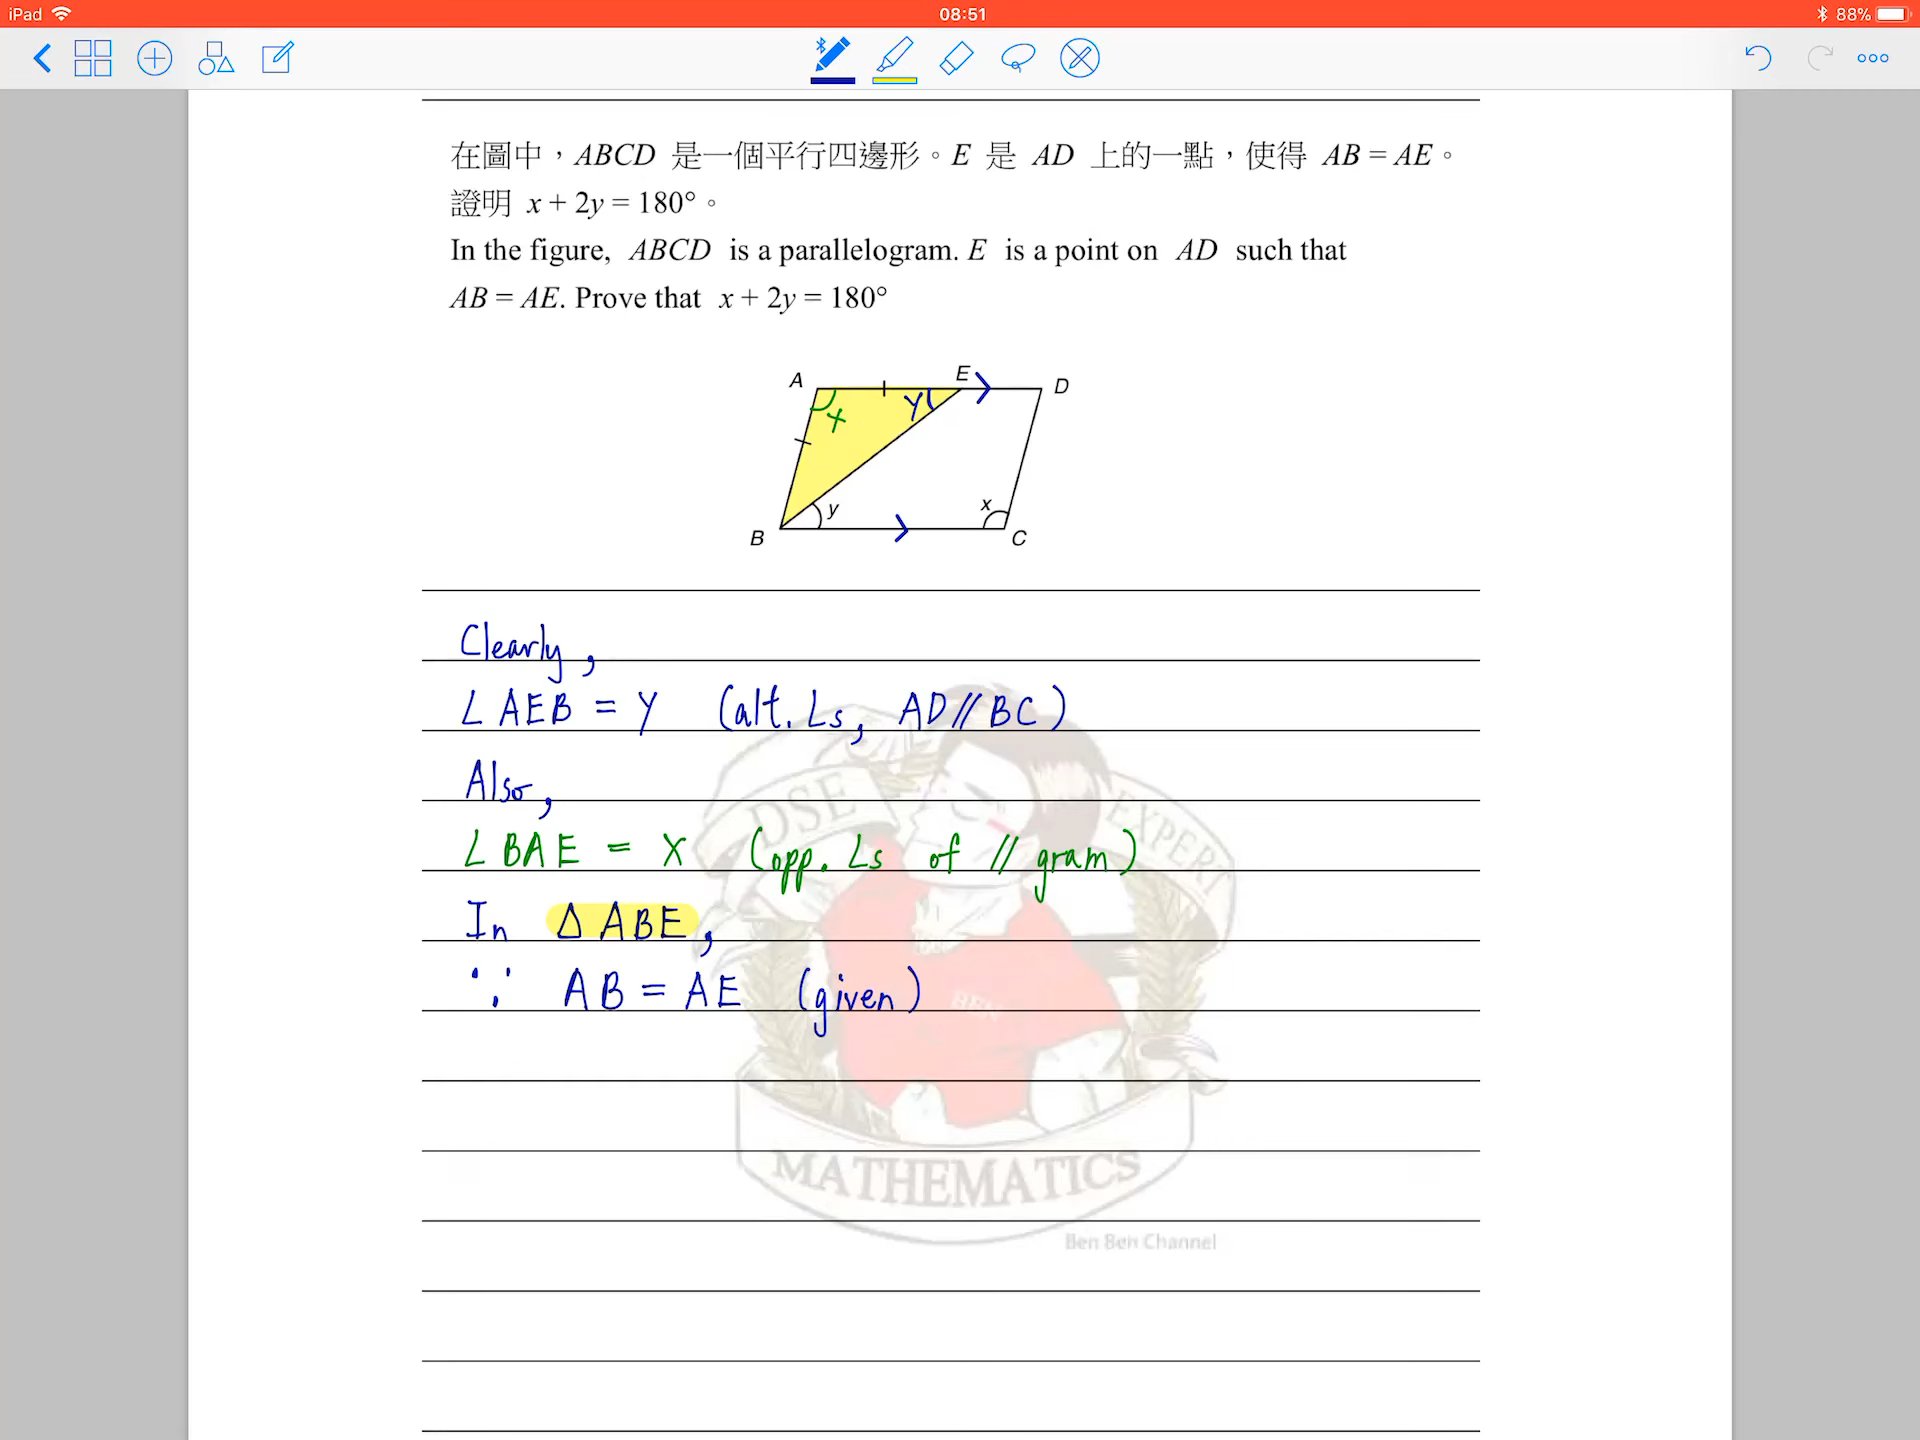 iPad 08:51 88%
在圖中，ABCD 是一個平行四邊形。E 是 AD 上的一點，使得 AB = AE。
證明 x + 2y = 180°。
In the figure, ABCD is a parallelogram. E is a point on AD such that
AB = AE. Prove that x + 2y = 180°
A E D
x y
y x
B C
Clearly,
∠AEB = y (alt. ∠s, AD//BC)
Also,
∠BAE = x (opp. ∠s of // gram)
In △ABE,
∵ AB = AE (given)
DSE EXPERT
BEN
MATHEMATICS
Ben Ben Channel